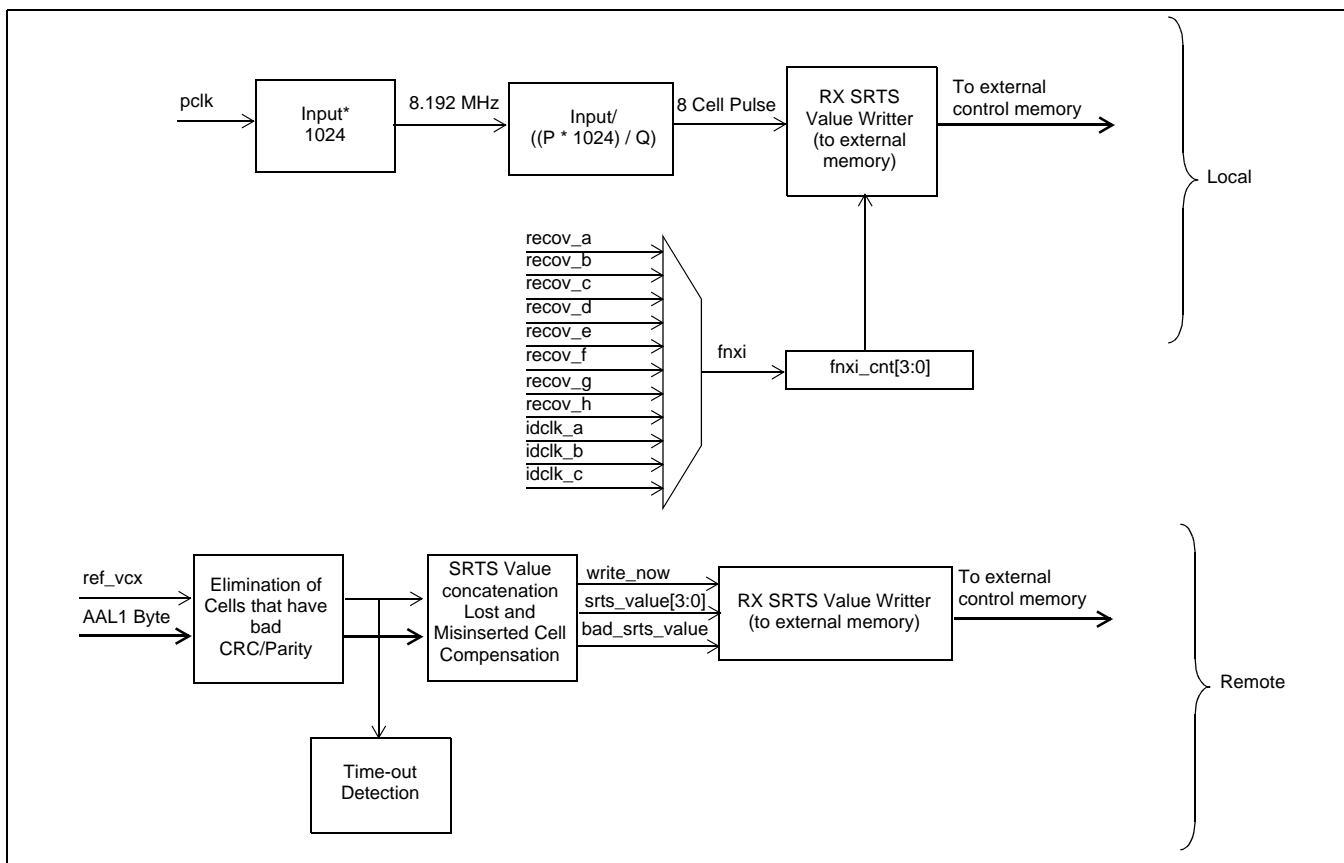 pclk
Input*
1024
8.192 MHz
Input/
((P * 1024) / Q)
8 Cell Pulse
RX SRTS
Value Writter
(to external
memory)
To external
control memory
Local
recov_a
recov_b
recov_c
recov_d
recov_e
recov_f
recov_g
recov_h
idclk_a
idclk_b
idclk_c
fnxi
fnxi_cnt[3:0]
ref_vcx
AAL1 Byte
Elimination of
Cells that have
bad
CRC/Parity
SRTS Value
concatenation
Lost and
Misinserted Cell
Compensation
write_now
srts_value[3:0]
bad_srts_value
RX SRTS Value Writter
(to external memory)
To external
control memory
Remote
Time-out
Detection